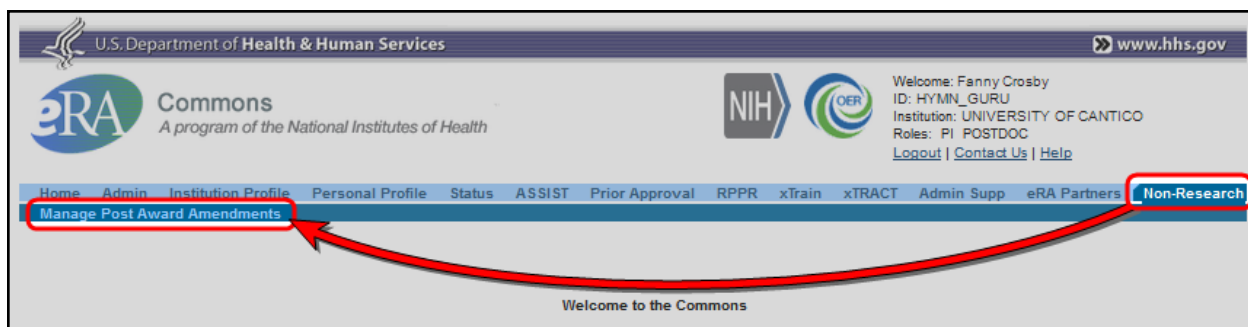 U.S. Department of Health & Human Services
www.hhs.gov
eRA
Commons
A program of the National Institutes of Health
NIH
OER
Welcome: Fanny Crosby
ID: HYMN_GURU
Institution: UNIVERSITY OF CANTICO
Roles: PI POSTDOC
Logout | Contact Us | Help
Home Admin Institution Profile Personal Profile Status ASSIST Prior Approval RPPR xTrain xTRACT Admin Supp eRA Partners Non-Research
Manage Post Award Amendments
Welcome to the Commons